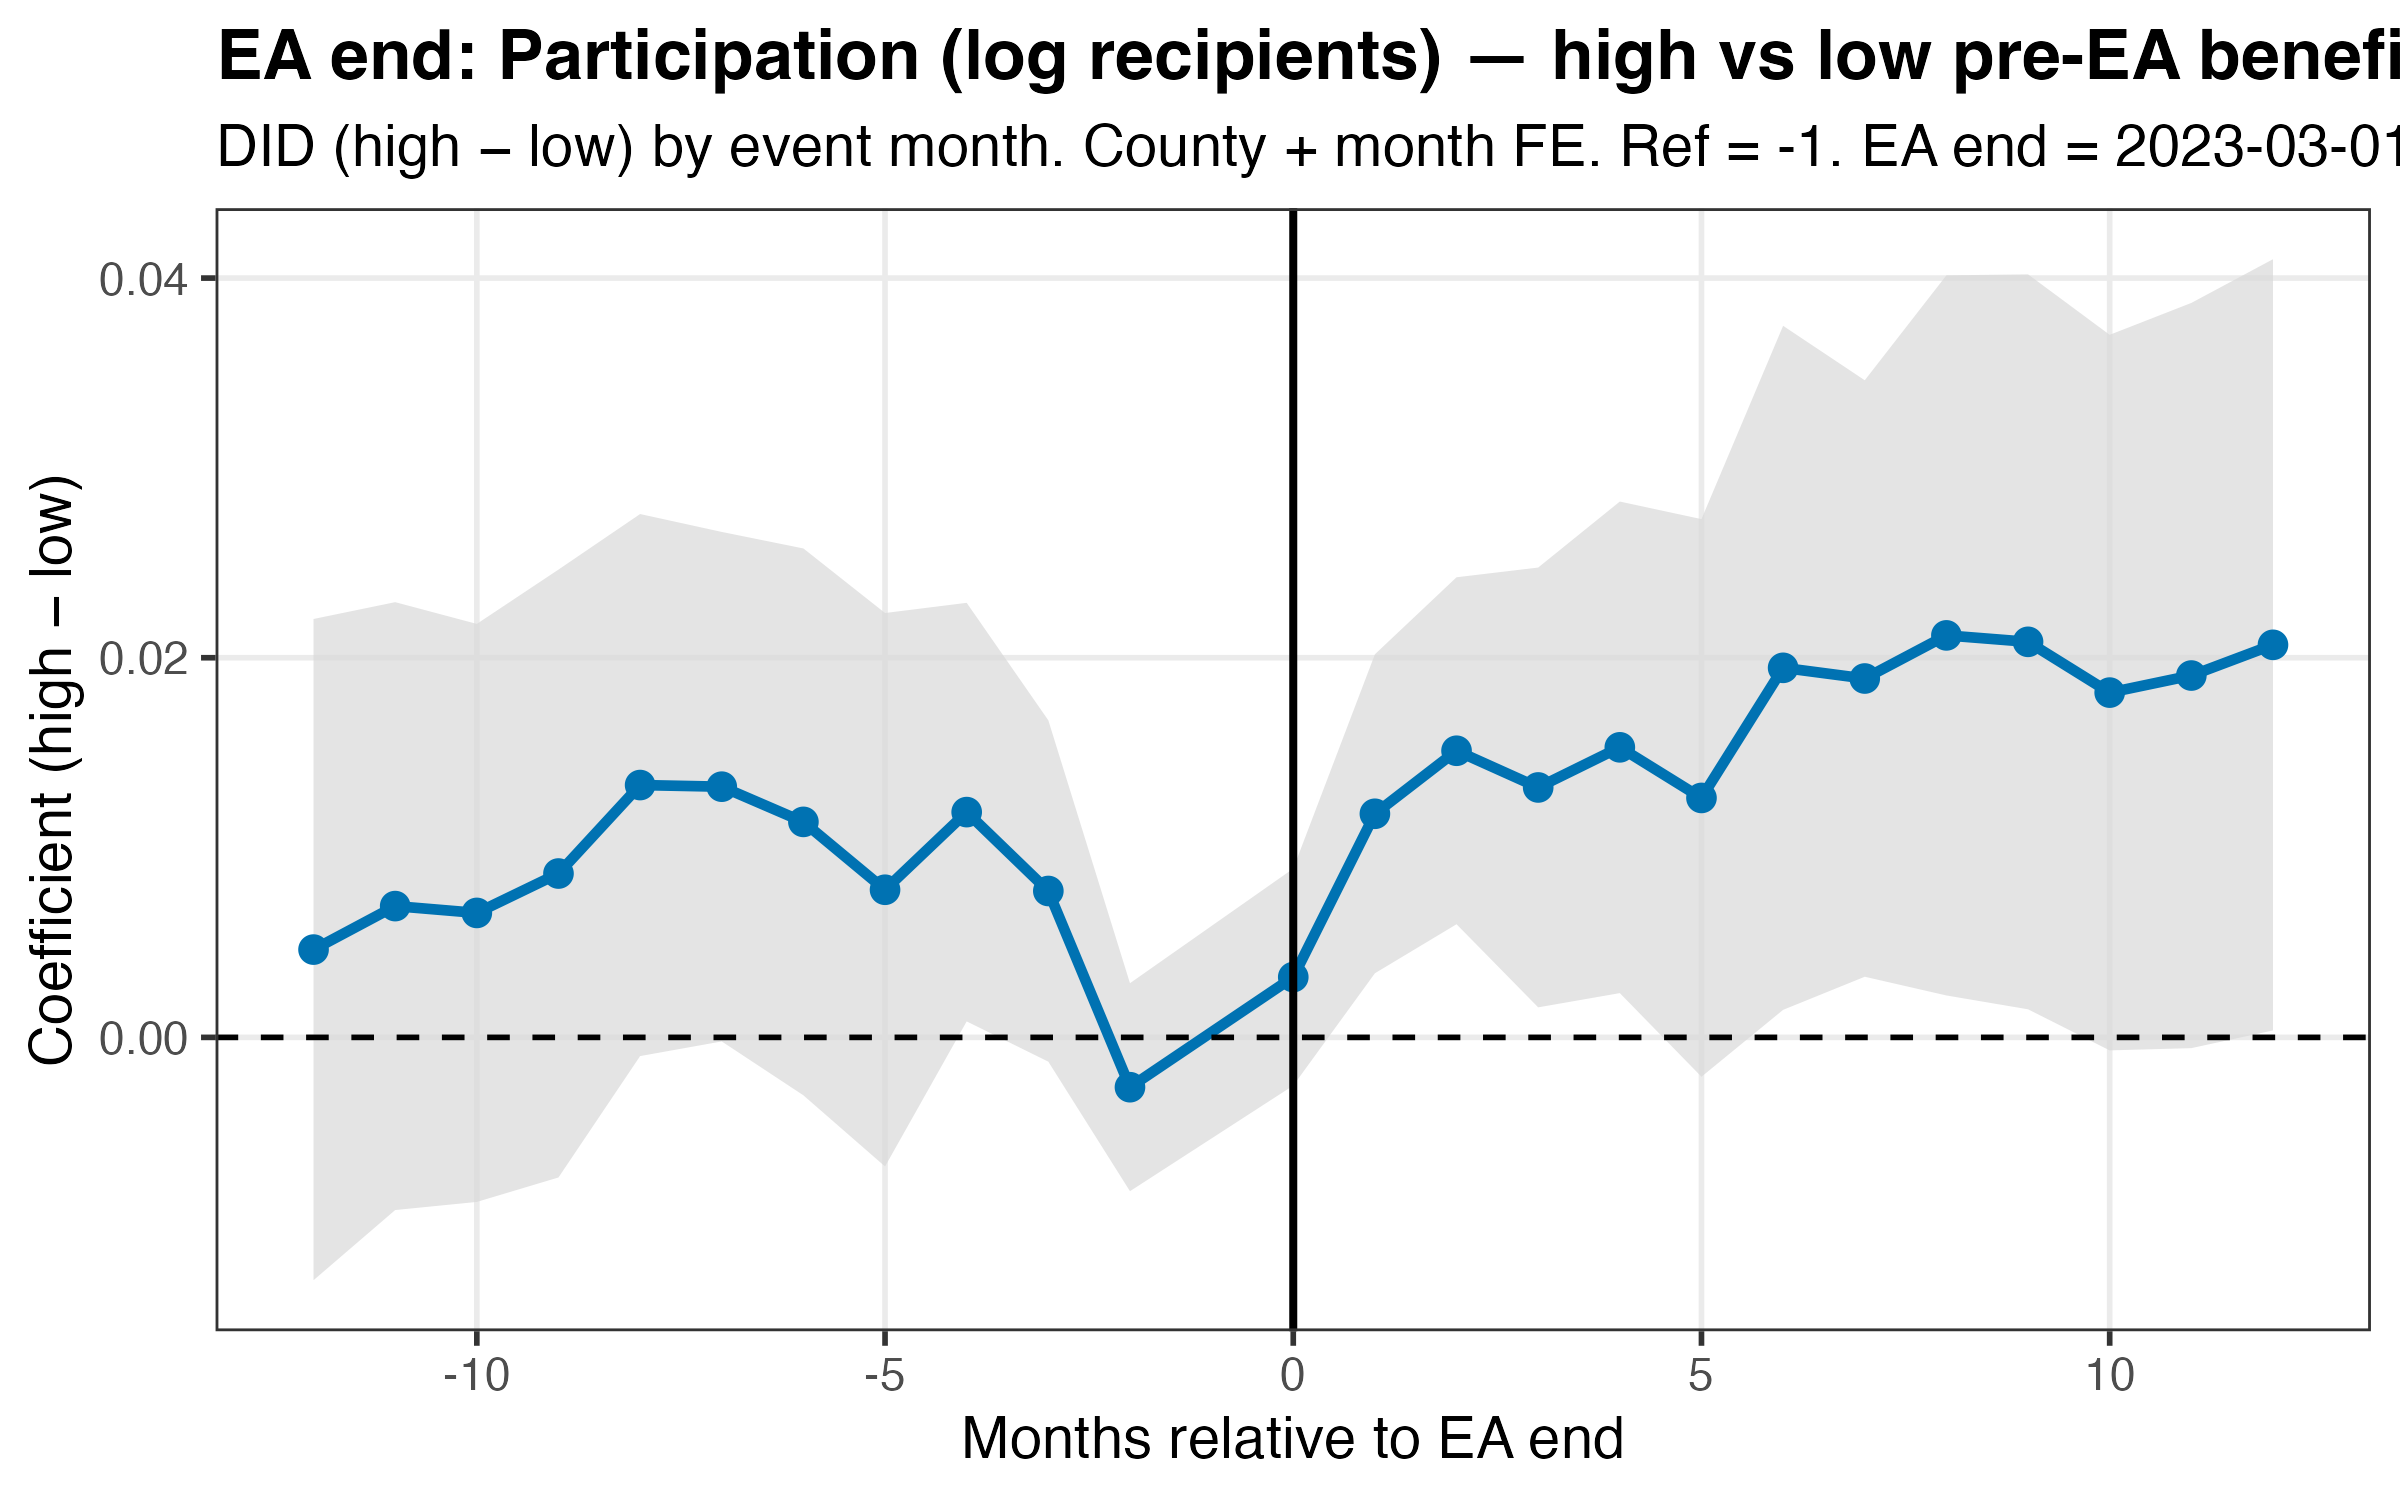 EA end: Participation (log recipients) — high vs low pre-EA benefi
DID (high – low) by event month. County + month FE. Ref = -1. EA end = 2023-03-01
Coefficient (high – low)
0.04
0.02
0.00
-10 -5 0 5 10
Months relative to EA end